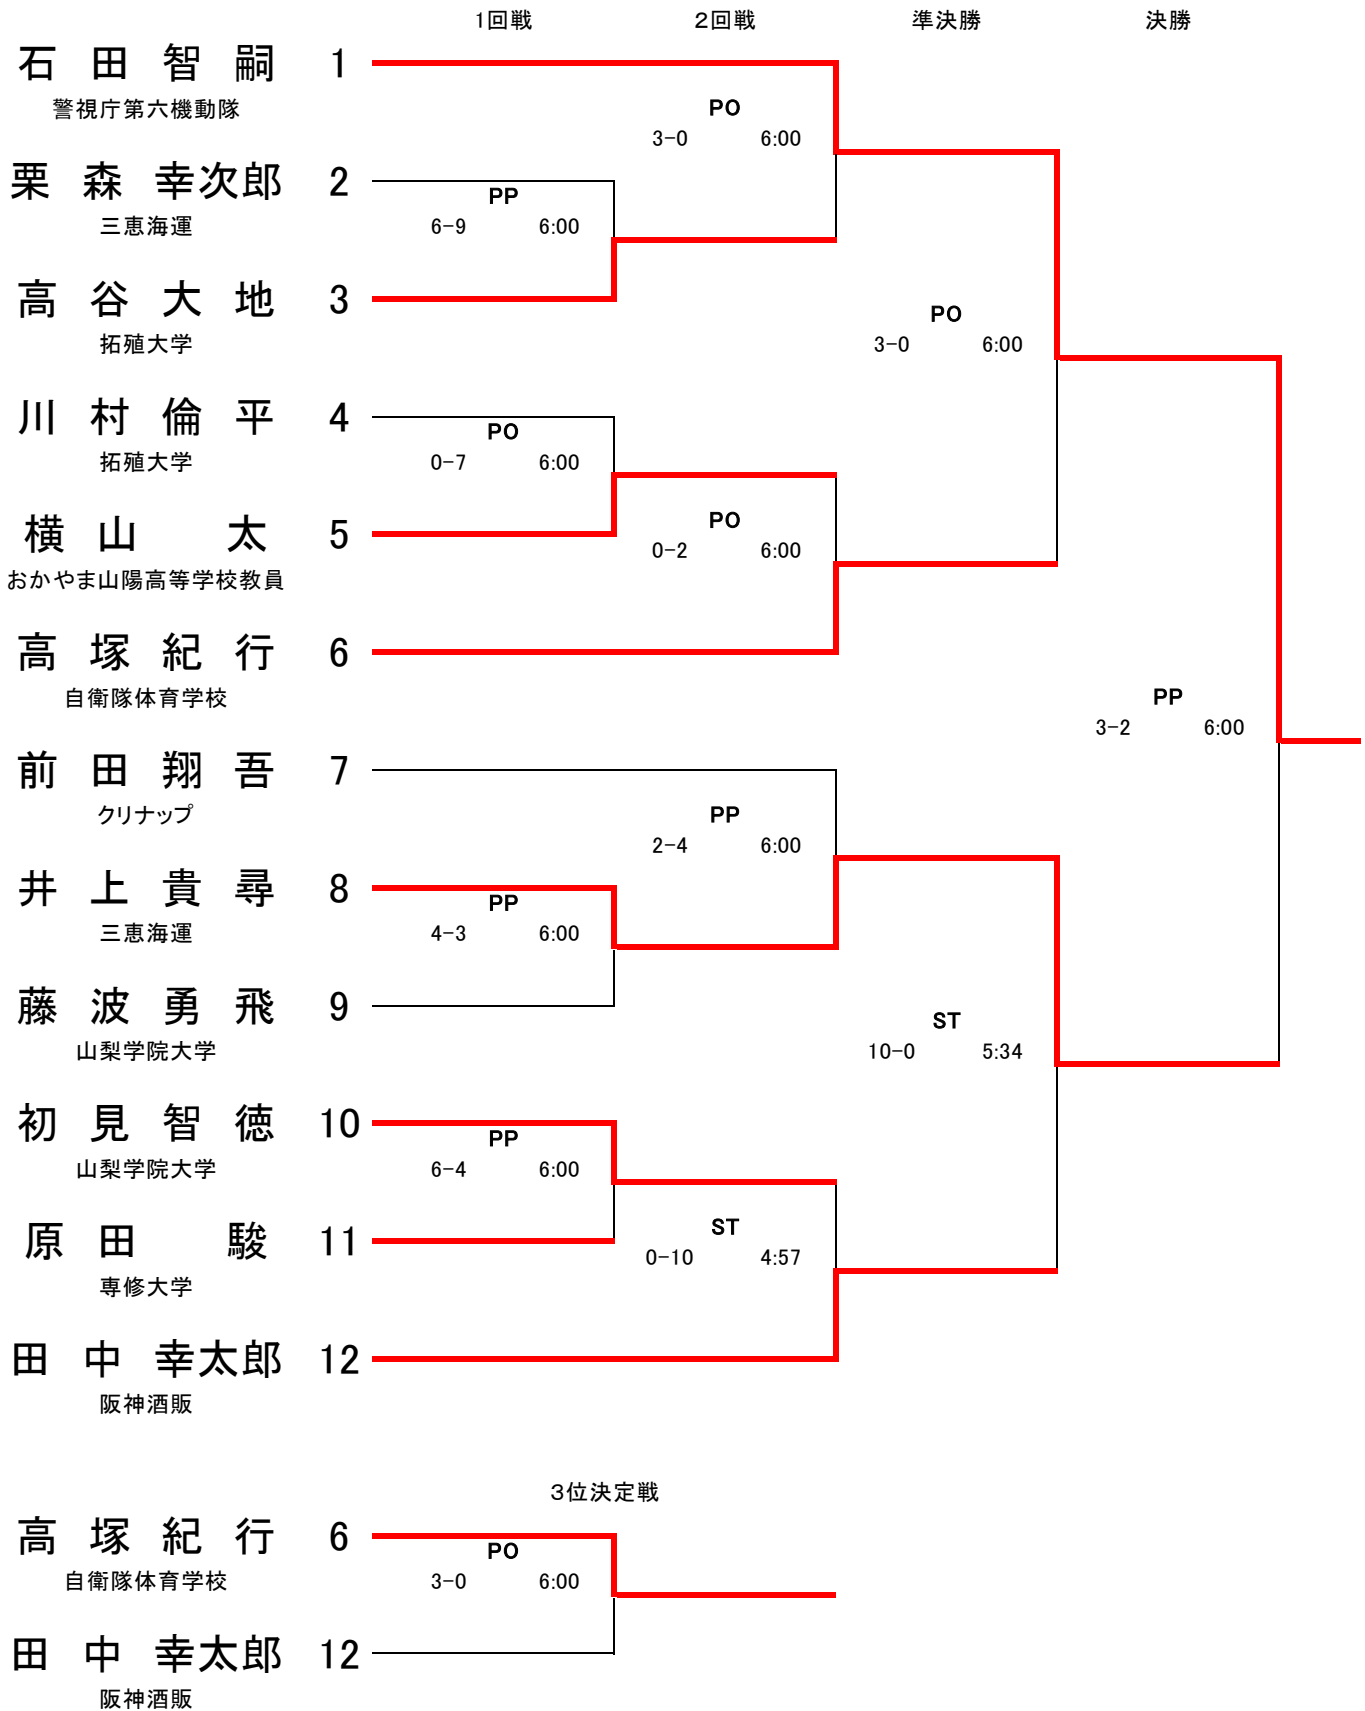 1回戦 2回戦 準決勝 決勝
石田智嗣 1
警視庁第六機動隊
PO
3-0 6:00
栗森幸次郎 2
三恵海運
PP
6-9 6:00
高谷大地 3
拓殖大学
PO
3-0 6:00
川村倫平 4
拓殖大学
PO
0-7 6:00
横山太 5
おかやま山陽高等学校教員
PO
0-2 6:00
高塚紀行 6
自衛隊体育学校
PP
3-2 6:00
前田翔吾 7
クリナップ
PP
2-4 6:00
井上貴尋 8
三恵海運
PP
4-3 6:00
藤波勇飛 9
山梨学院大学
ST
10-0 5:34
初見智徳 10
山梨学院大学
PP
6-4 6:00
原田駿 11
専修大学
ST
0-10 4:57
田中幸太郎 12
阪神酒販
3位決定戦
高塚紀行 6
自衛隊体育学校
PO
3-0 6:00
田中幸太郎 12
阪神酒販